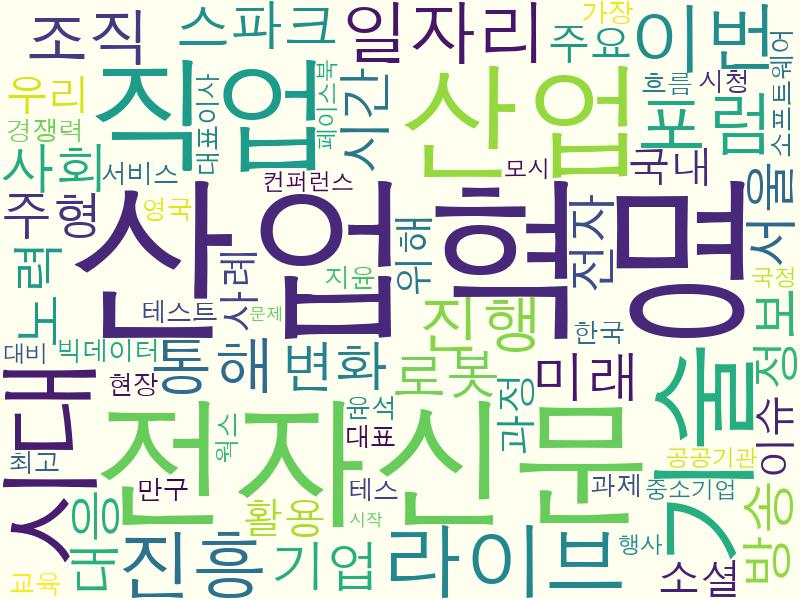 조직
스파크
일자리
가장
주요
이번
소프트웨어
우리
직업
대표이사
페이스북
시간
산업
흐름
시청
포럼
경쟁력
사회
서비스
컨퍼런스
모시
국내
서울
주형
영국
산업혁명
위해
전자
노력
사례
지윤
국정
테스트
문제
진행
한국
정보
대비
빅데이터
통해
변화
로봇
미래
기술
시대
현장
윤석
과정
이슈
전자신문
웍스
대표
최고
만구
테스
과제
공공기관
중소기업
대응
활용
시작
방송
교육
진흥
기업
라이브
행사
소셜